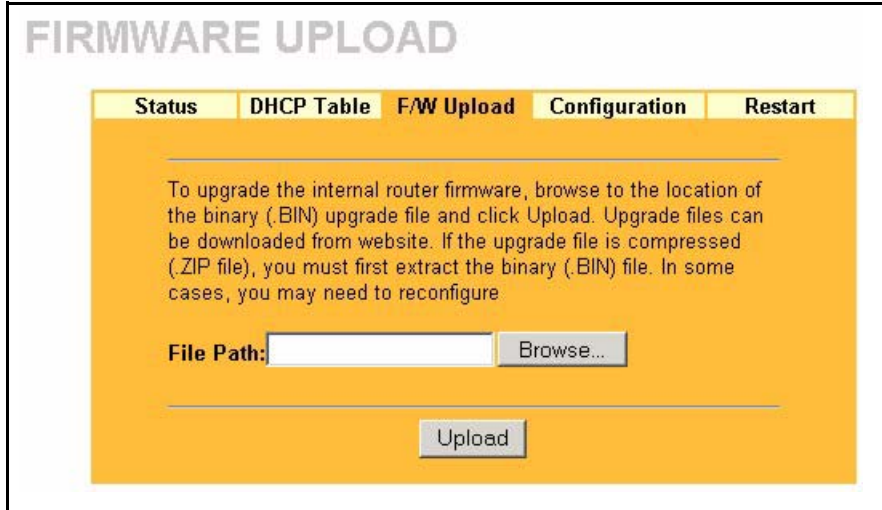 FIRMWARE UPLOAD
Status DHCP Table F/W Upload Configuration Restart
To upgrade the internal router firmware, browse to the location of
the binary (.BIN) upgrade file and click Upload. Upgrade files can
be downloaded from website. If the upgrade file is compressed
(.ZIP file), you must first extract the binary (.BIN) file. In some
cases, you may need to reconfigure
File Path: Browse...
Upload